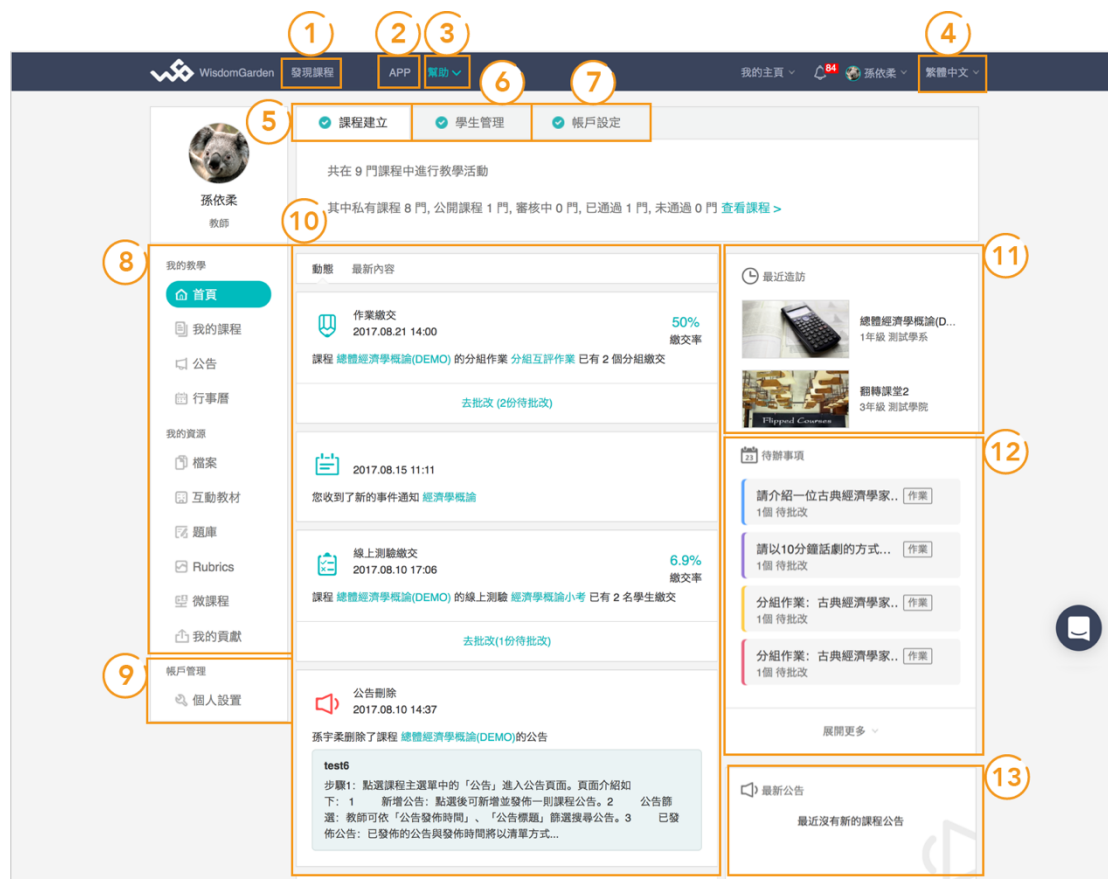 1
2
3
4
WisdomGarden 發現課程 APP 幫助 我的主頁 84 孫依柔 繁體中文
5
6
7
課程建立 學生管理 帳戶設定
共在 9 門課程中進行教學活動
其中私有課程 8 門, 公開課程 1 門, 審核中 0 門, 已通過 1 門, 未通過 0 門 查看課程 >
孫依柔
教師
8
我的教學
首頁
我的課程
公告
行事曆
我的資源
檔案
互動教材
題庫
Rubrics
微課程
我的貢獻
9
帳戶管理
個人設置
10
動態 最新內容
作業繳交
2017.08.21 14:00
50%
繳交率
課程 總體經濟學概論(DEMO) 的分組作業 分組互評作業 已有 2 個分組繳交
去批改 (2份待批改)
2017.08.15 11:11
您收到了新的事件通知 經濟學概論
線上測驗繳交
2017.08.10 17:06
6.9%
繳交率
課程 總體經濟學概論(DEMO) 的線上測驗 經濟學概論小考 已有 2 名學生繳交
去批改(1份待批改)
公告刪除
2017.08.10 14:37
孫宇柔刪除了課程 總體經濟學概論(DEMO)的公告
test6
步驟1: 點選課程主選單中的「公告」進入公告頁面。頁面介紹如
下: 1 新增公告: 點選後可新增並發佈一則課程公告。2 公告篩
選: 教師可依「公告發佈時間」、「公告標題」篩選搜尋公告。3 已發
佈公告: 已發佈的公告與發佈時間將以清單方式...
11
最近造訪
總體經濟學概論(D...
1年級 測試學系
Flipped Courses
翻轉課堂2
3年級 測試學院
12
23 待辦事項
請介紹一位古典經濟學家.. 作業
1個 待批改
請以10分鐘話劇的方式... 作業
1個 待批改
分組作業: 古典經濟學家.. 作業
1個 待批改
分組作業: 古典經濟學家.. 作業
1個 待批改
展開更多
13
最新公告
最近沒有新的課程公告